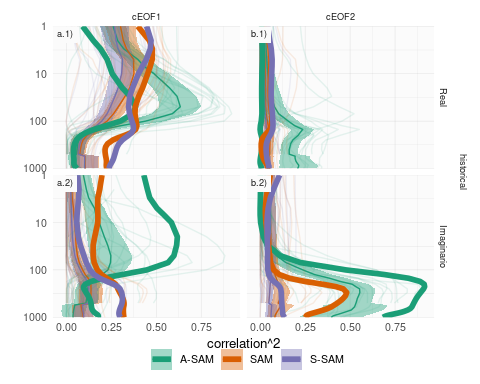 cEOF1
cEOF2
a.1)
b.1)
1
10
100
1000
Real
historical
a.2)
b.2)
1
10
100
1000
Imaginario
0.00
0.25
0.50
0.75
0.00
0.25
0.50
0.75
correlation^2
A-SAM
SAM
S-SAM